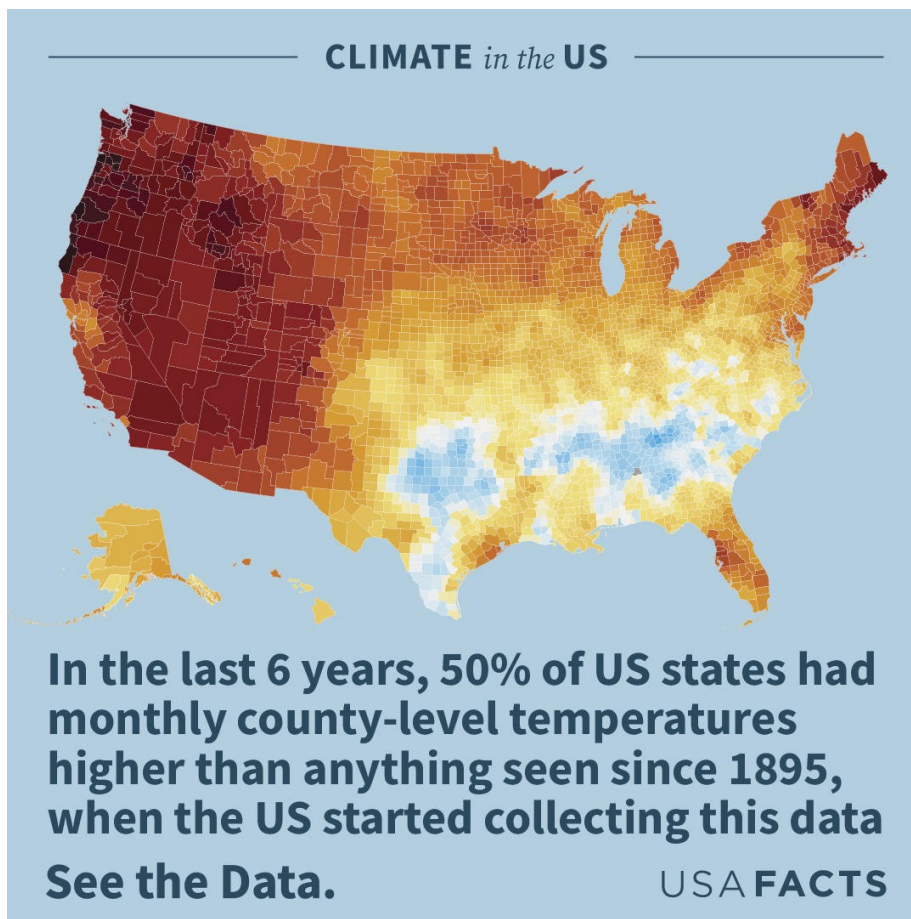 CLIMATE in the US
In the last 6 years, 50% of US states had
monthly county-level temperatures
higher than anything seen since 1895,
when the US started collecting this data
See the Data.
USAFACTS